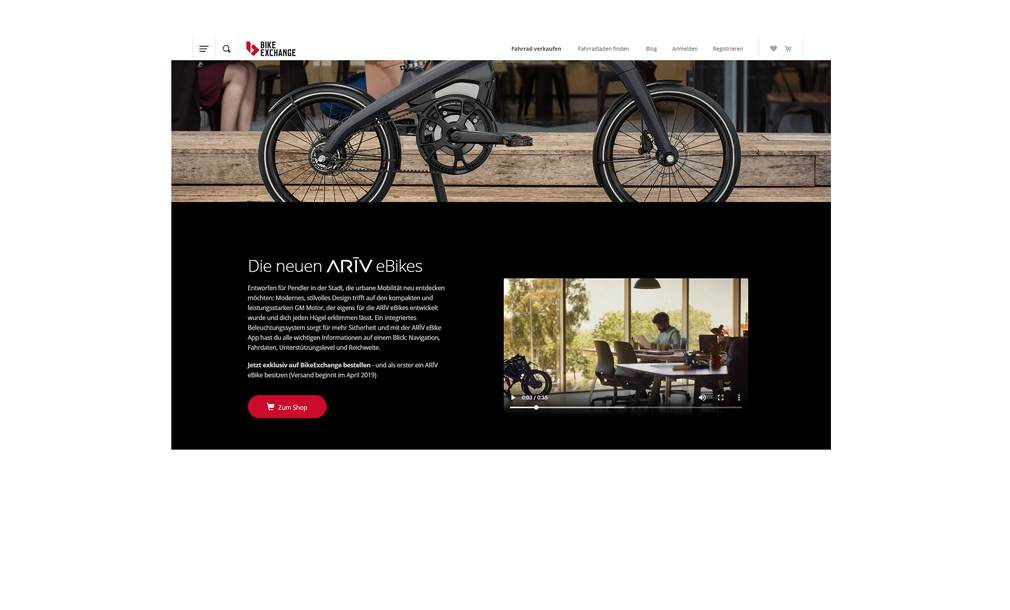 BIKE
EXCHANGE
Fahrrad verkaufen
Fahrradladen finden
Blog
Anmelden
Registrieren
Die neuen ARĪV eBikes
Entworfen für Pendler in der Stadt, die urbane Mobilität neu entdecken
möchten: Modernes, stilvolles Design trifft auf den kompakten und
leistungsstarken GM Motor, der eigens für die ARĪV eBikes entwickelt
wurde und dich jeden Hügel erklimmen lässt. Ein integriertes
Beleuchtungssystem sorgt für mehr Sicherheit und mit der ARĪV eBike
App hast du alle wichtigen Informationen auf einem Blick: Navigation,
Fahrdaten, Unterstützungslevel und Reichweite.
Jetzt exklusiv auf BikeExchange bestellen - und als erster ein ARĪV
eBike besitzen (Versand beginnt im April 2019)
Zum Shop
0:03 / 0:35